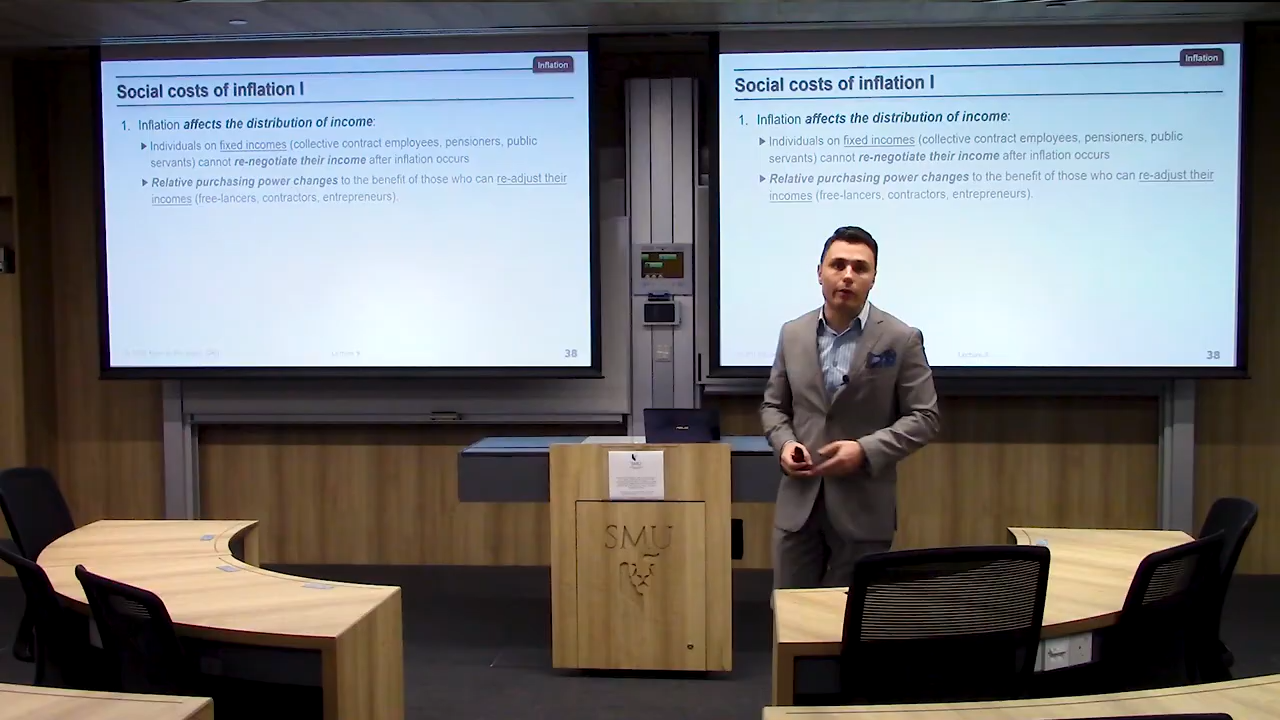 Inflation
Social costs of inflation I
1. Inflation affects the distribution of income:
Individuals on fixed incomes (collective contract employees, pensioners, public
servants) cannot re-negotiate their income after inflation occurs
Relative purchasing power changes to the benefit of those who can re-adjust their
incomes (free-lancers, contractors, entrepreneurs).
38
Inflation
Social costs of inflation I
1. Inflation affects the distribution of income:
Individuals on fixed incomes (collective contract employees, pensioners, public
servants) cannot re-negotiate their income after inflation occurs
Relative purchasing power changes to the benefit of those who can re-adjust their
incomes (free-lancers, contractors, entrepreneurs).
38
SMU
SMU